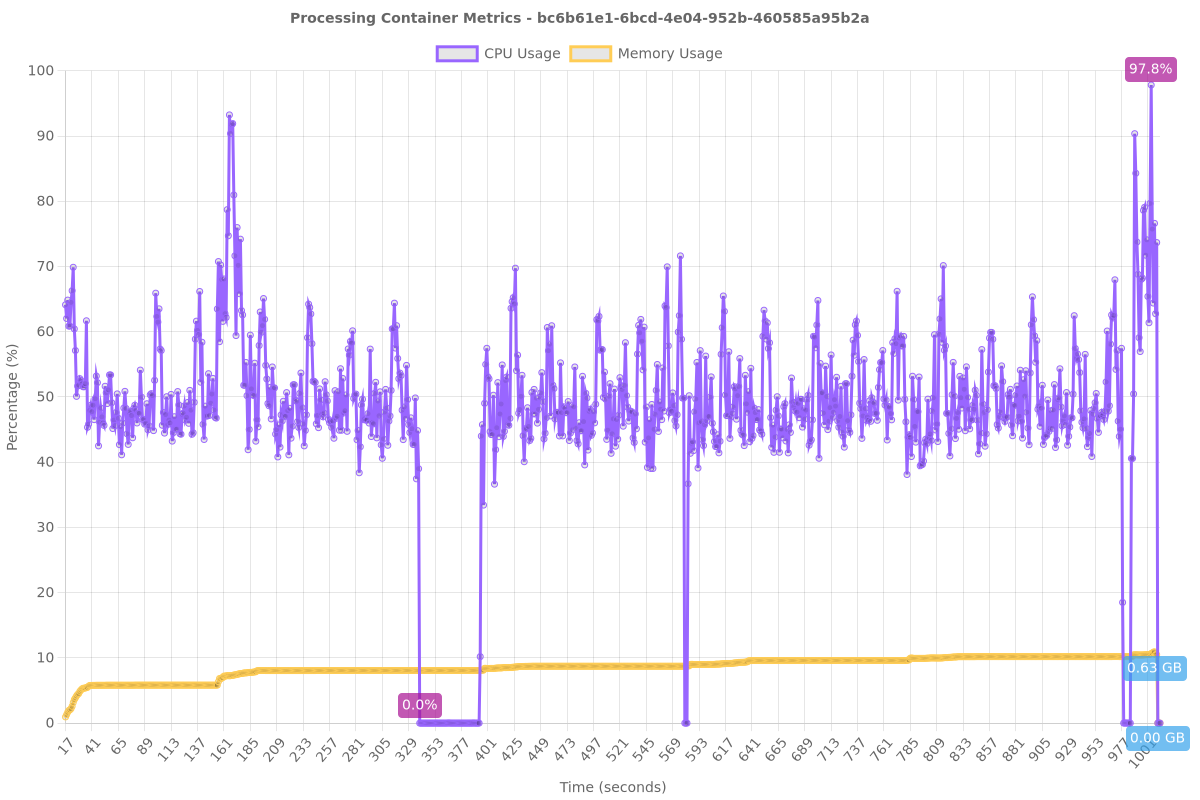 Processing Container Metrics - bc6b61e1-6bcd-4e04-952b-460585a95b2a
CPU Usage Memory Usage
97.8%
100
90
80
70
60
50
40
30
20
10
0
Percentage (%)
0.0%
0.63 GB
0.00 GB
17 41 65 89 113 137 161 185 209 233 257 281 305 329 353 377 401 425 449 473 497 521 545 569 593 617 641 665 689 713 737 761 785 809 833 857 881 905 929 953 977 1001
Time (seconds)